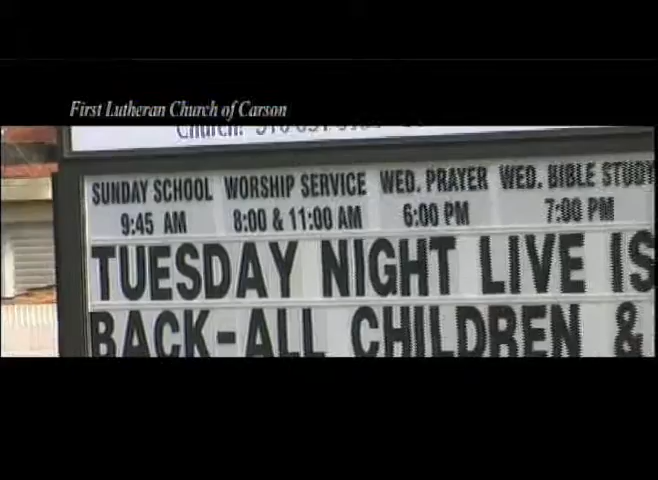 First Lutheran Church of Carson
Church:
SUNDAY SCHOOL WORSHIP SERVICE WED. PRAYER WED. BIBLE STUDY
9:45 AM 8:00 & 11:00 AM 6:00 PM 7:00 PM
TUESDAY NIGHT LIVE IS
BACK-ALL CHILDREN &